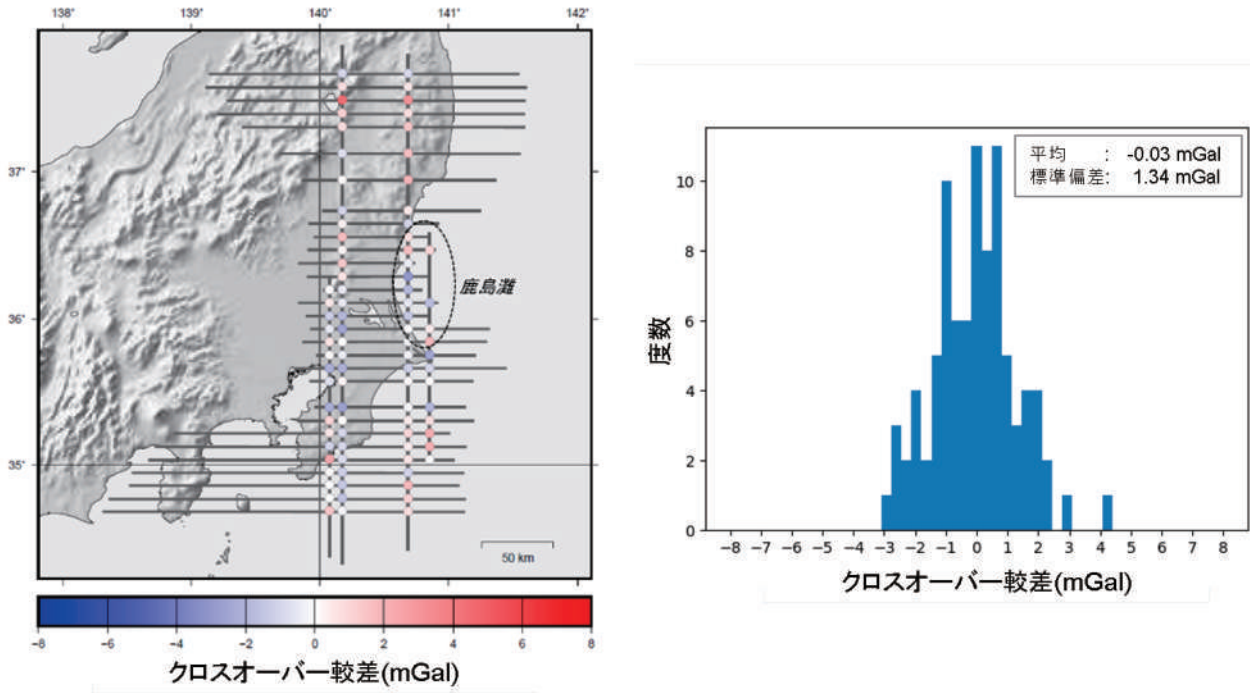 138° 139° 140° 141° 142°
37°
36°
35°
鹿島灘
50 km
−8 −6 −4 −2 0 2 4 6 8
クロスオーバー較差(mGal)
平均 : -0.03 mGal
標準偏差: 1.34 mGal
度数
10
8
6
4
2
0
−8 −7 −6 −5 −4 −3 −2 −1 0 1 2 3 4 5 6 7 8
クロスオーバー較差(mGal)